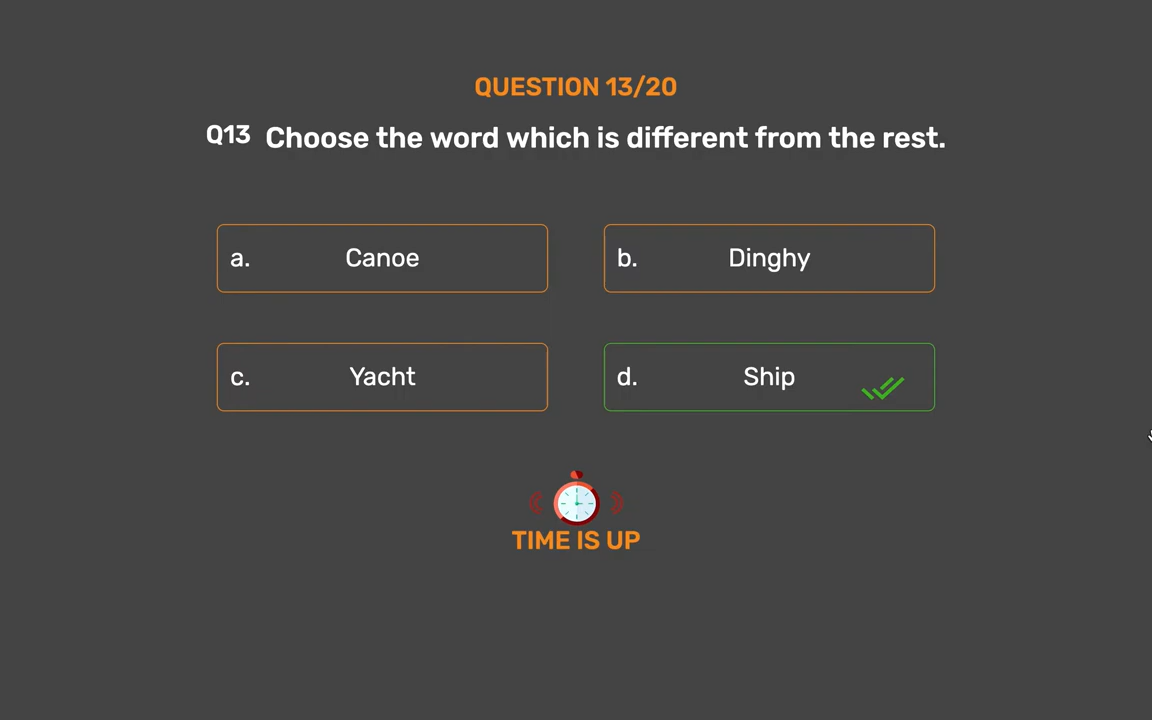 QUESTION 13/20
Q13 Choose the word which is different from the rest.
a. Canoe
b. Dinghy
c. Yacht
d. Ship
TIME IS UP